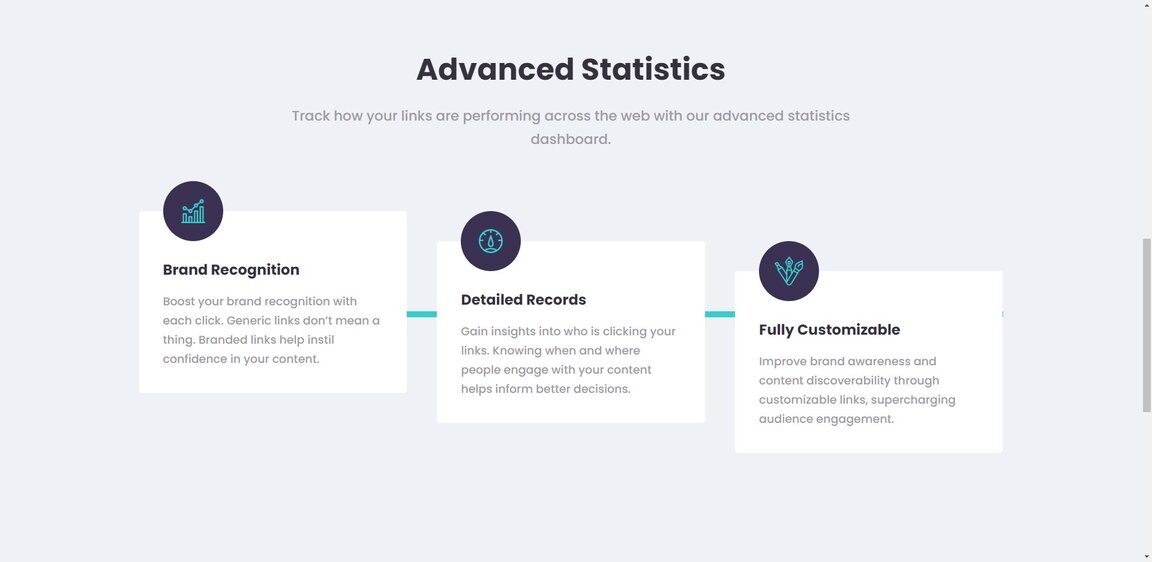 Advanced Statistics
Track how your links are performing across the web with our advanced statistics
dashboard.
Brand Recognition
Boost your brand recognition with
each click. Generic links don’t mean a
thing. Branded links help instil
confidence in your content.
Detailed Records
Gain insights into who is clicking your
links. Knowing when and where
people engage with your content
helps inform better decisions.
Fully Customizable
Improve brand awareness and
content discoverability through
customizable links, supercharging
audience engagement.